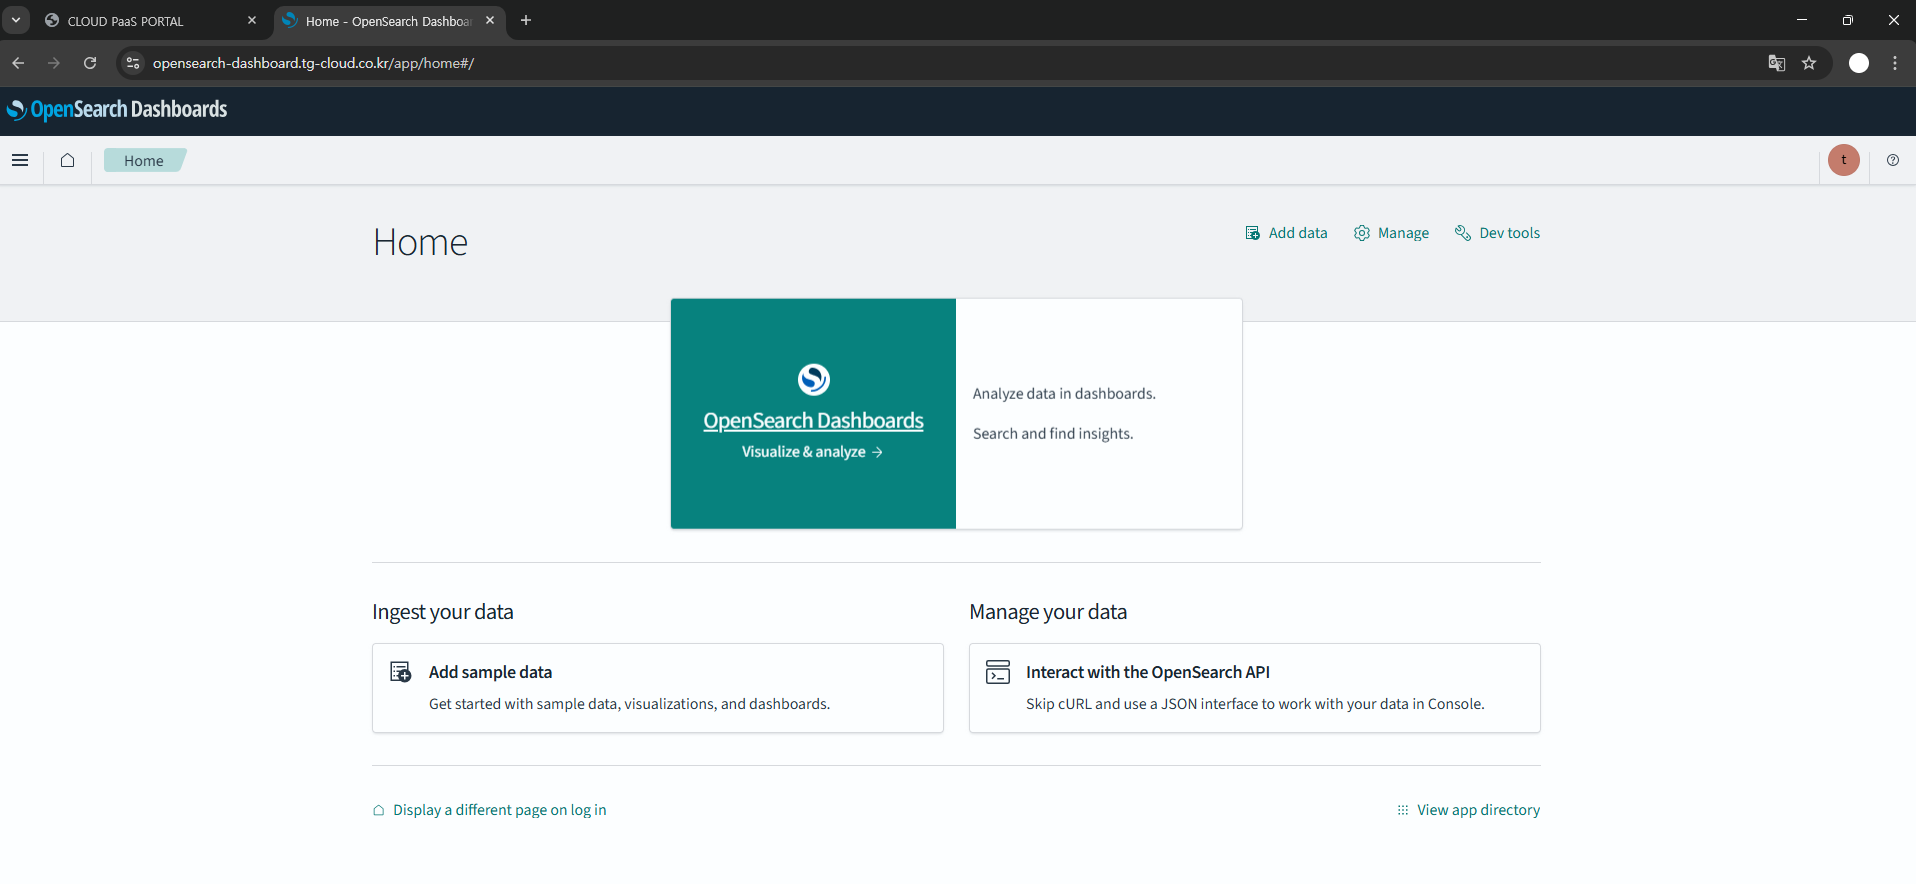 CLOUD PaaS PORTAL
Home - OpenSearch Dashboa
opensearch-dashboard.tg-cloud.co.kr/app/home#/
OpenSearch Dashboards
Home
t
Home
Add data
Manage
Dev tools
OpenSearch Dashboards
Visualize & analyze →
Analyze data in dashboards.
Search and find insights.
Ingest your data
Add sample data
Get started with sample data, visualizations, and dashboards.
Manage your data
Interact with the OpenSearch API
Skip cURL and use a JSON interface to work with your data in Console.
Display a different page on log in
View app directory